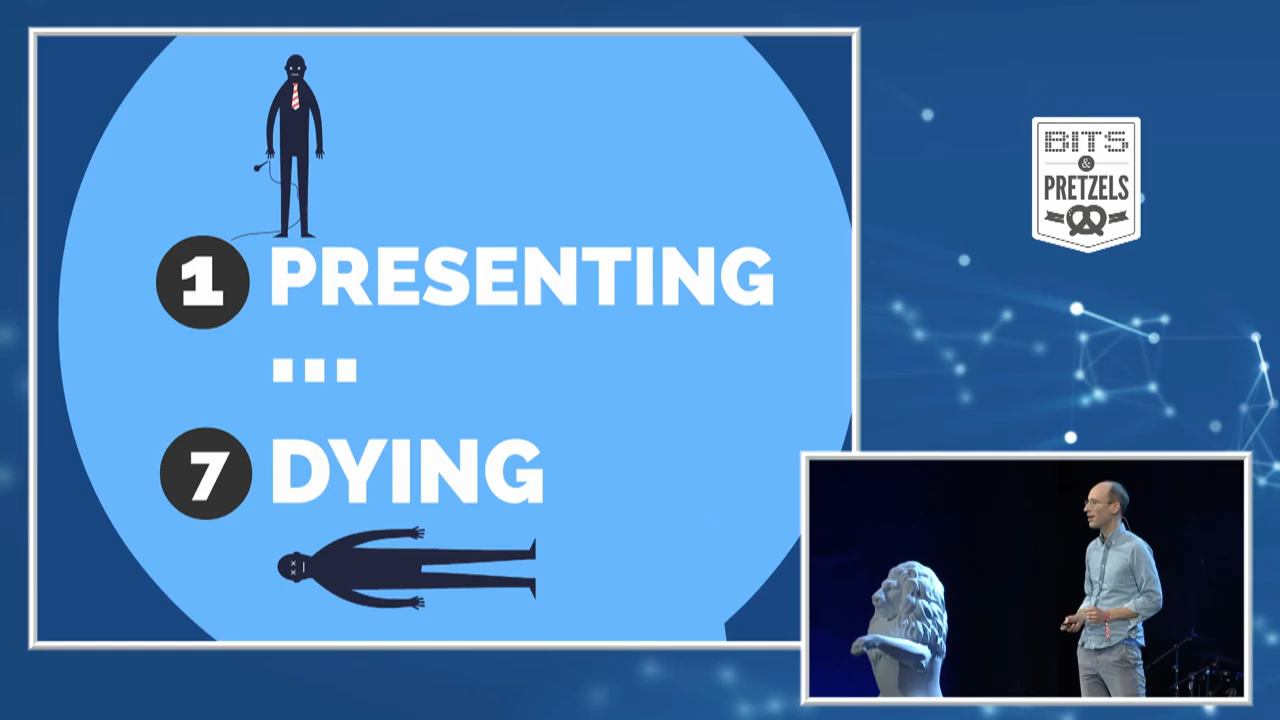 1 PRESENTING
...
7 DYING
BITS
&
PRETZELS